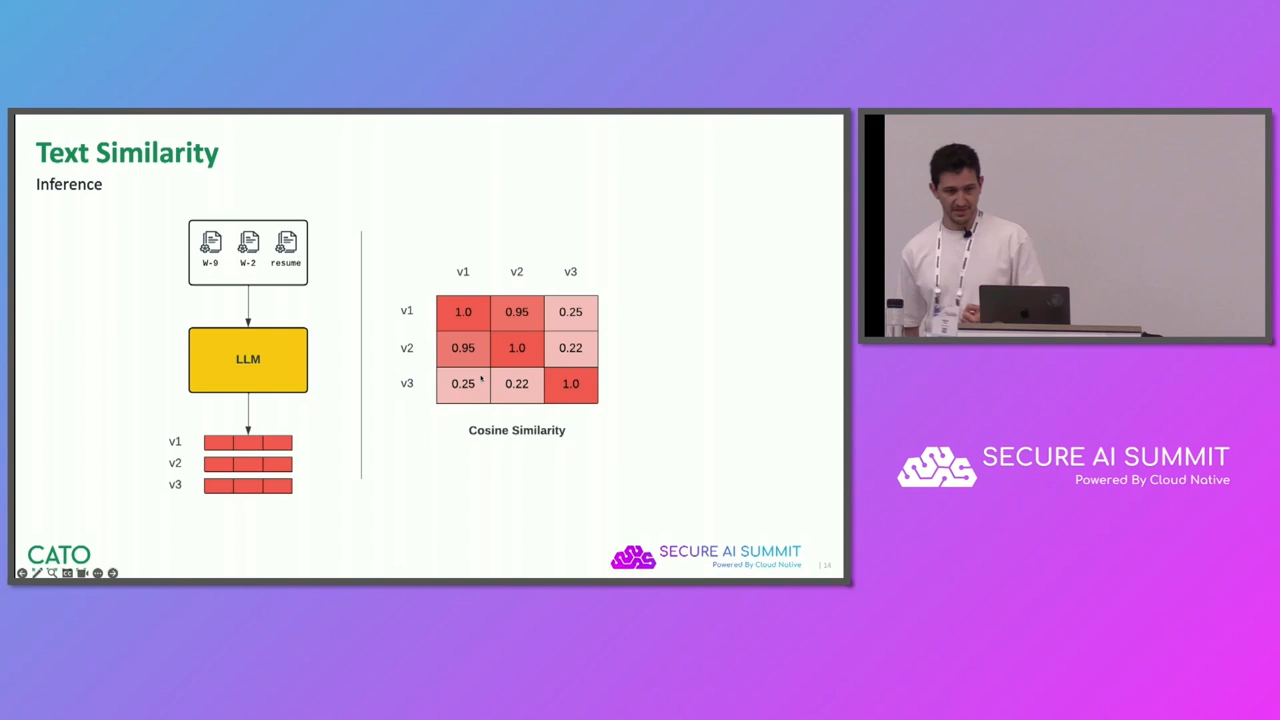 Text Similarity
Inference
W-9 W-2 resume
LLM
v1
v2
v3
v1 v2 v3
v1 1.0 0.95 0.25
v2 0.95 1.0 0.22
v3 0.25 0.22 1.0
Cosine Similarity
CATO
SECURE AI SUMMIT
Powered By Cloud Native
| 14
SECURE AI SUMMIT
Powered By Cloud Native